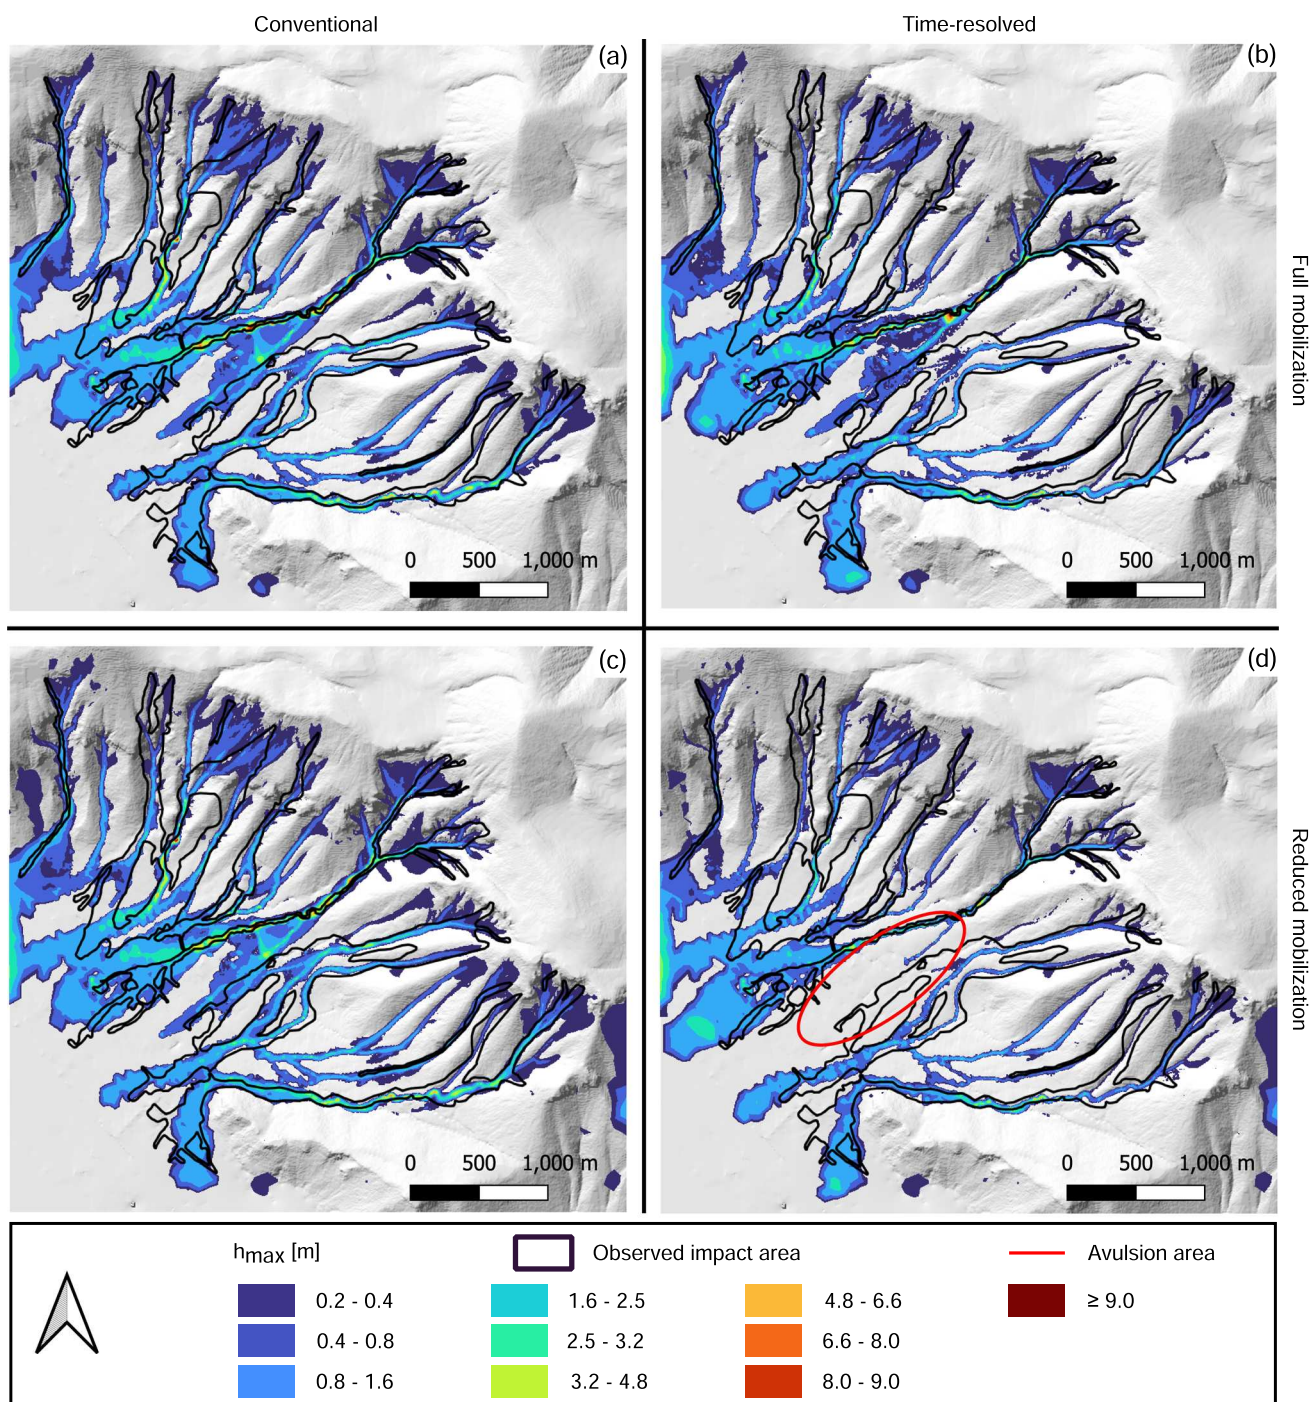 Conventional
Time-resolved
(a)
(b)
Full mobilization
0 500 1,000 m
0 500 1,000 m
(c)
(d)
Reduced mobilization
0 500 1,000 m
0 500 1,000 m
hmax [m]
Observed impact area
Avulsion area
0.2 - 0.4
1.6 - 2.5
4.8 - 6.6
≥ 9.0
0.4 - 0.8
2.5 - 3.2
6.6 - 8.0
0.8 - 1.6
3.2 - 4.8
8.0 - 9.0